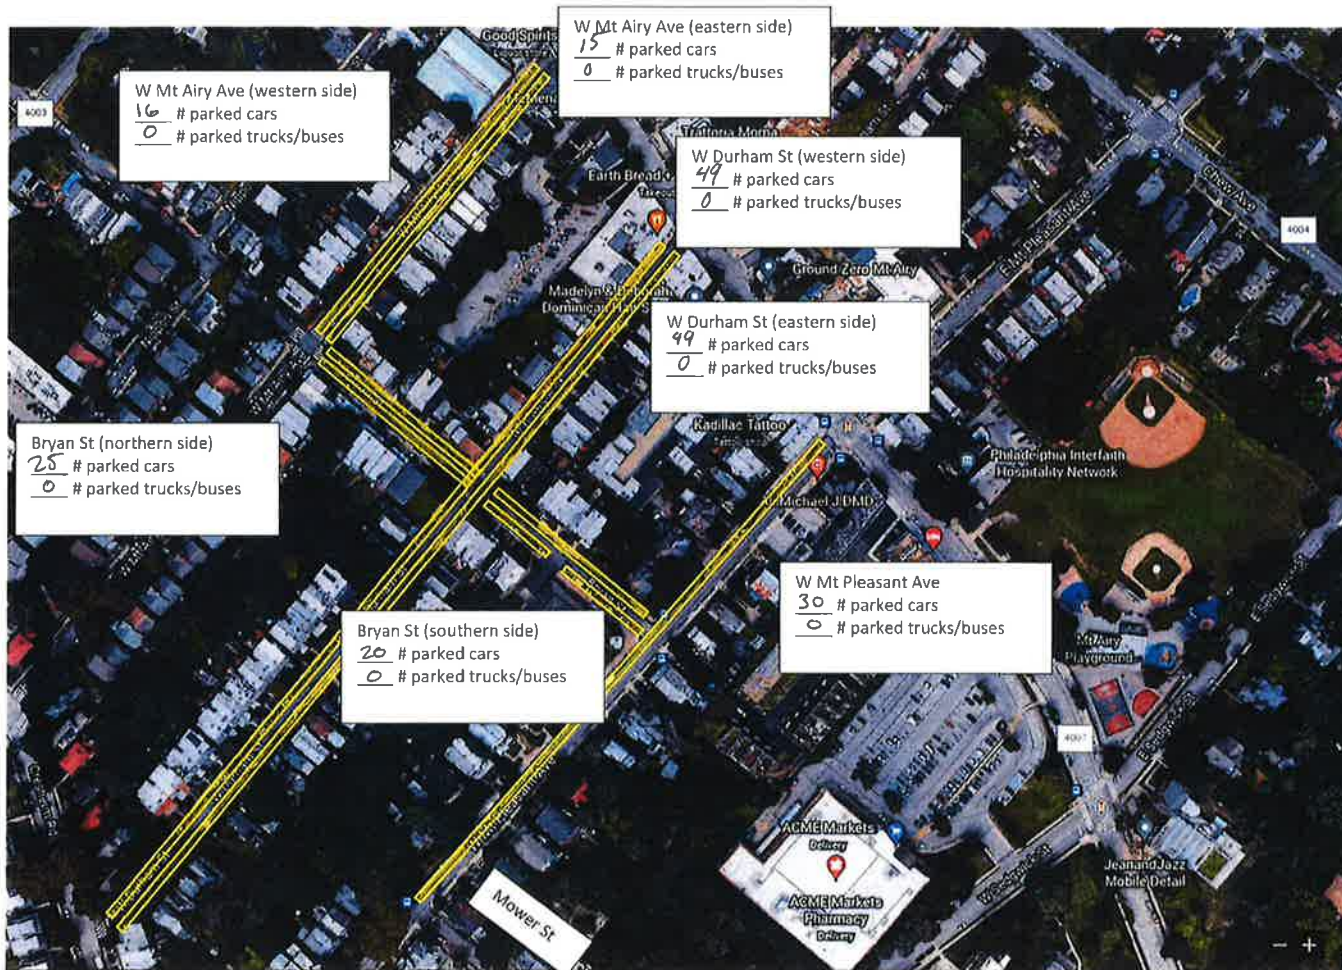 W Mt Airy Ave (eastern side)
15 # parked cars
0 # parked trucks/buses
Good Spirits
W Mt Airy Ave (western side)
16 # parked cars
0 # parked trucks/buses
4003
Trattoria Moma
W Durham St (western side)
49 # parked cars
0 # parked trucks/buses
Earth Bread +
Takeout
Chew Ave
E Mt Pleasant Ave
4004
Ground Zero Mt Airy
Madelyn & Deborah
Dominican Hair
W Durham St (eastern side)
49 # parked cars
0 # parked trucks/buses
Kadillac Tattoo
Philadelphia Interfaith
Hospitality Network
Bryan St (northern side)
25 # parked cars
0 # parked trucks/buses
Michael J DMD
W Mt Pleasant Ave
30 # parked cars
0 # parked trucks/buses
Bryan St (southern side)
20 # parked cars
0 # parked trucks/buses
Mt Airy
Playground
4007
E Sedgwick St
ACME Markets
Delivery
W Sedgwick St
JeanandJazz
Mobile Detail
ACME Markets
Pharmacy
Delivery
Mower St
− +